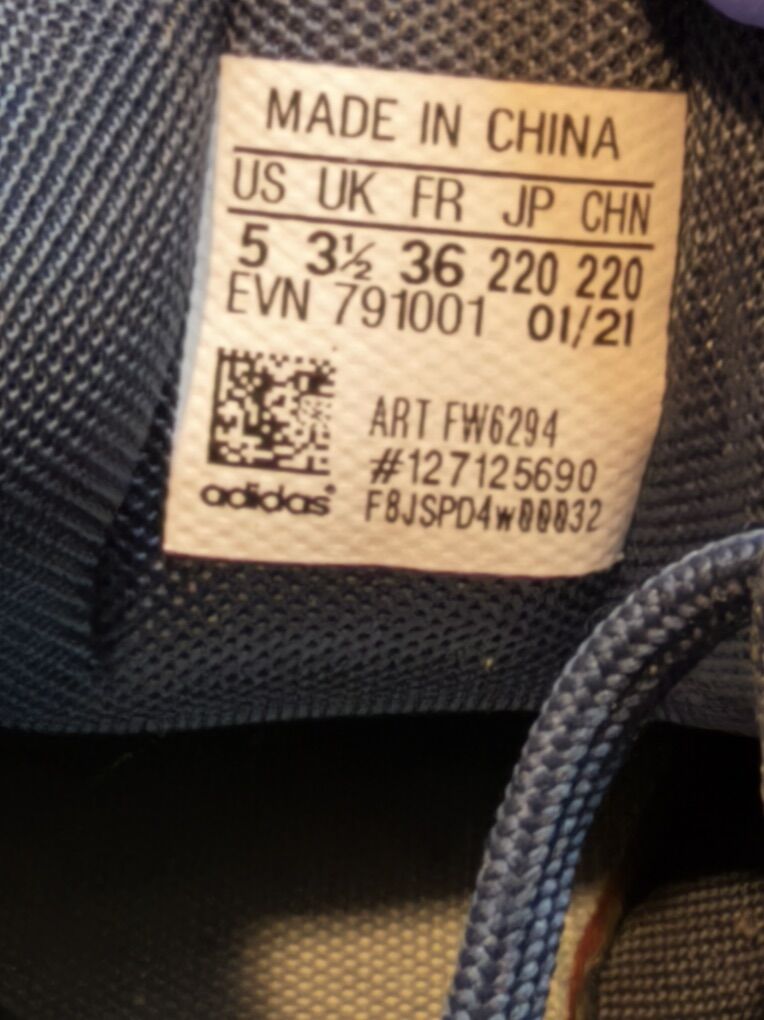 MADE IN CHINA
US UK FR JP CHN
5 3½ 36 220 220
EVN 791001 01/21
ART FW6294
#127125690
F8JSPD4w00032
adidas